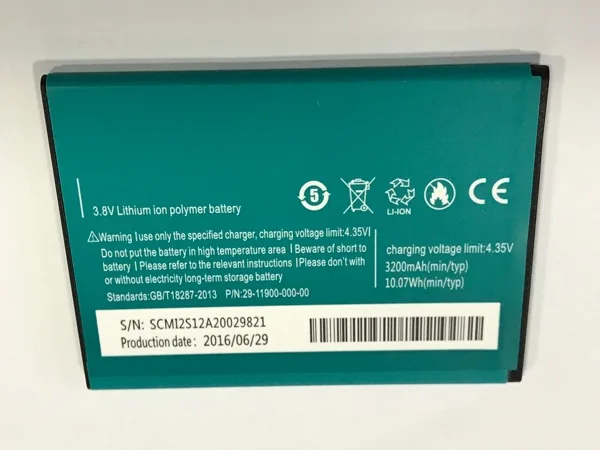 5
LI-ION
CE
3.8V Lithium ion polymer battery
⚠Warning | use only the specified charger, charging voltage limit:4.35V|
Do not put the battery in high temperature area | Beware of short to
battery | Please refer to the relevant instructions | Please don't with
or without electricity long-term storage battery
Standards:GB/T18287-2013 P/N:29-11900-000-00
charging voltage limit:4.35V
3200mAh(min/typ)
10.07Wh(min/typ)
S/N: SCMI2S12A20029821
Production date: 2016/06/29